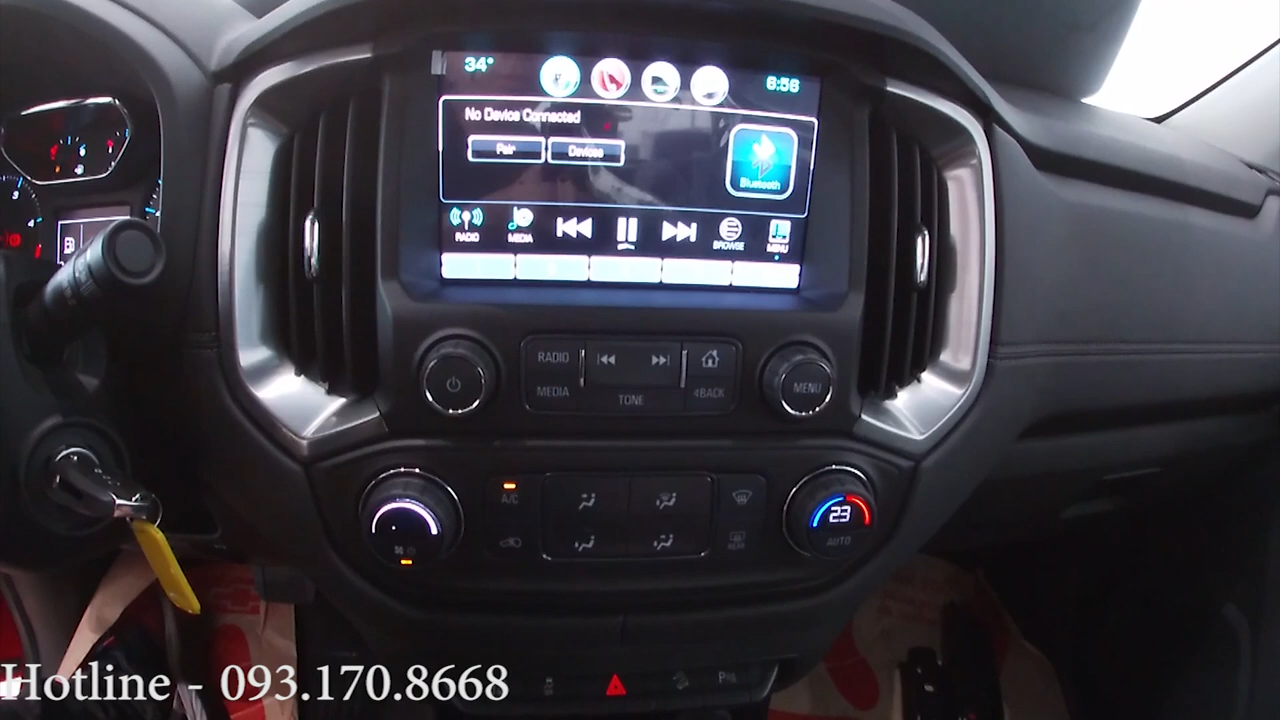 34° 6:56
No Device Connected
Pair Devices
Bluetooth
RADIO MEDIA BROWSE MENU
RADIO
MEDIA TONE BACK
MENU
A/C
REAR
23
AUTO
Hotline - 093.170.8668